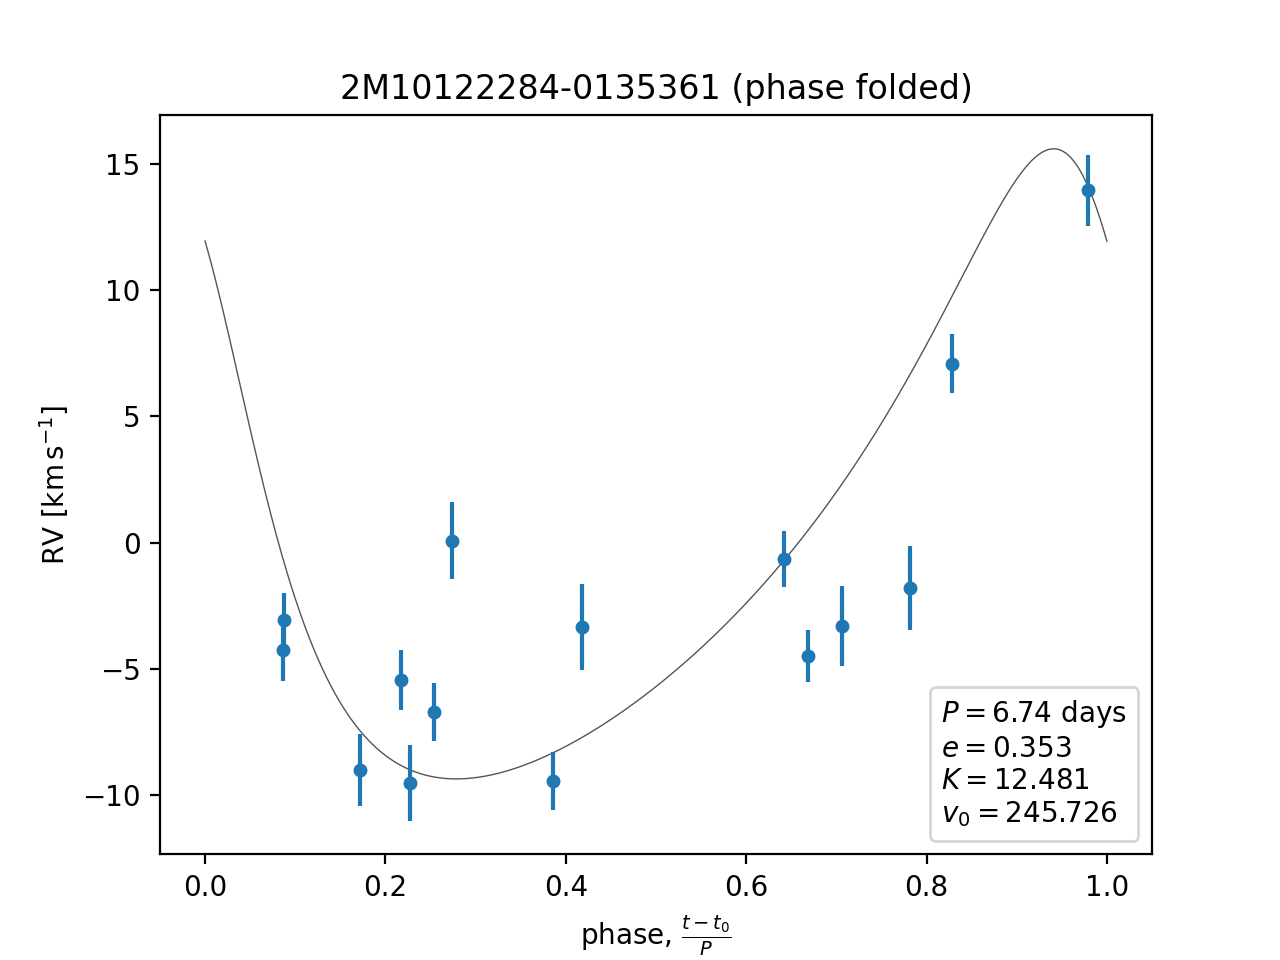 2M10122284-0135361 (phase folded)
RV [km s⁻¹]
15
10
5
0
−5
−10
0.0 0.2 0.4 0.6 0.8 1.0
phase, (t − t₀)/P
P = 6.74 days
e = 0.353
K = 12.481
v₀ = 245.726